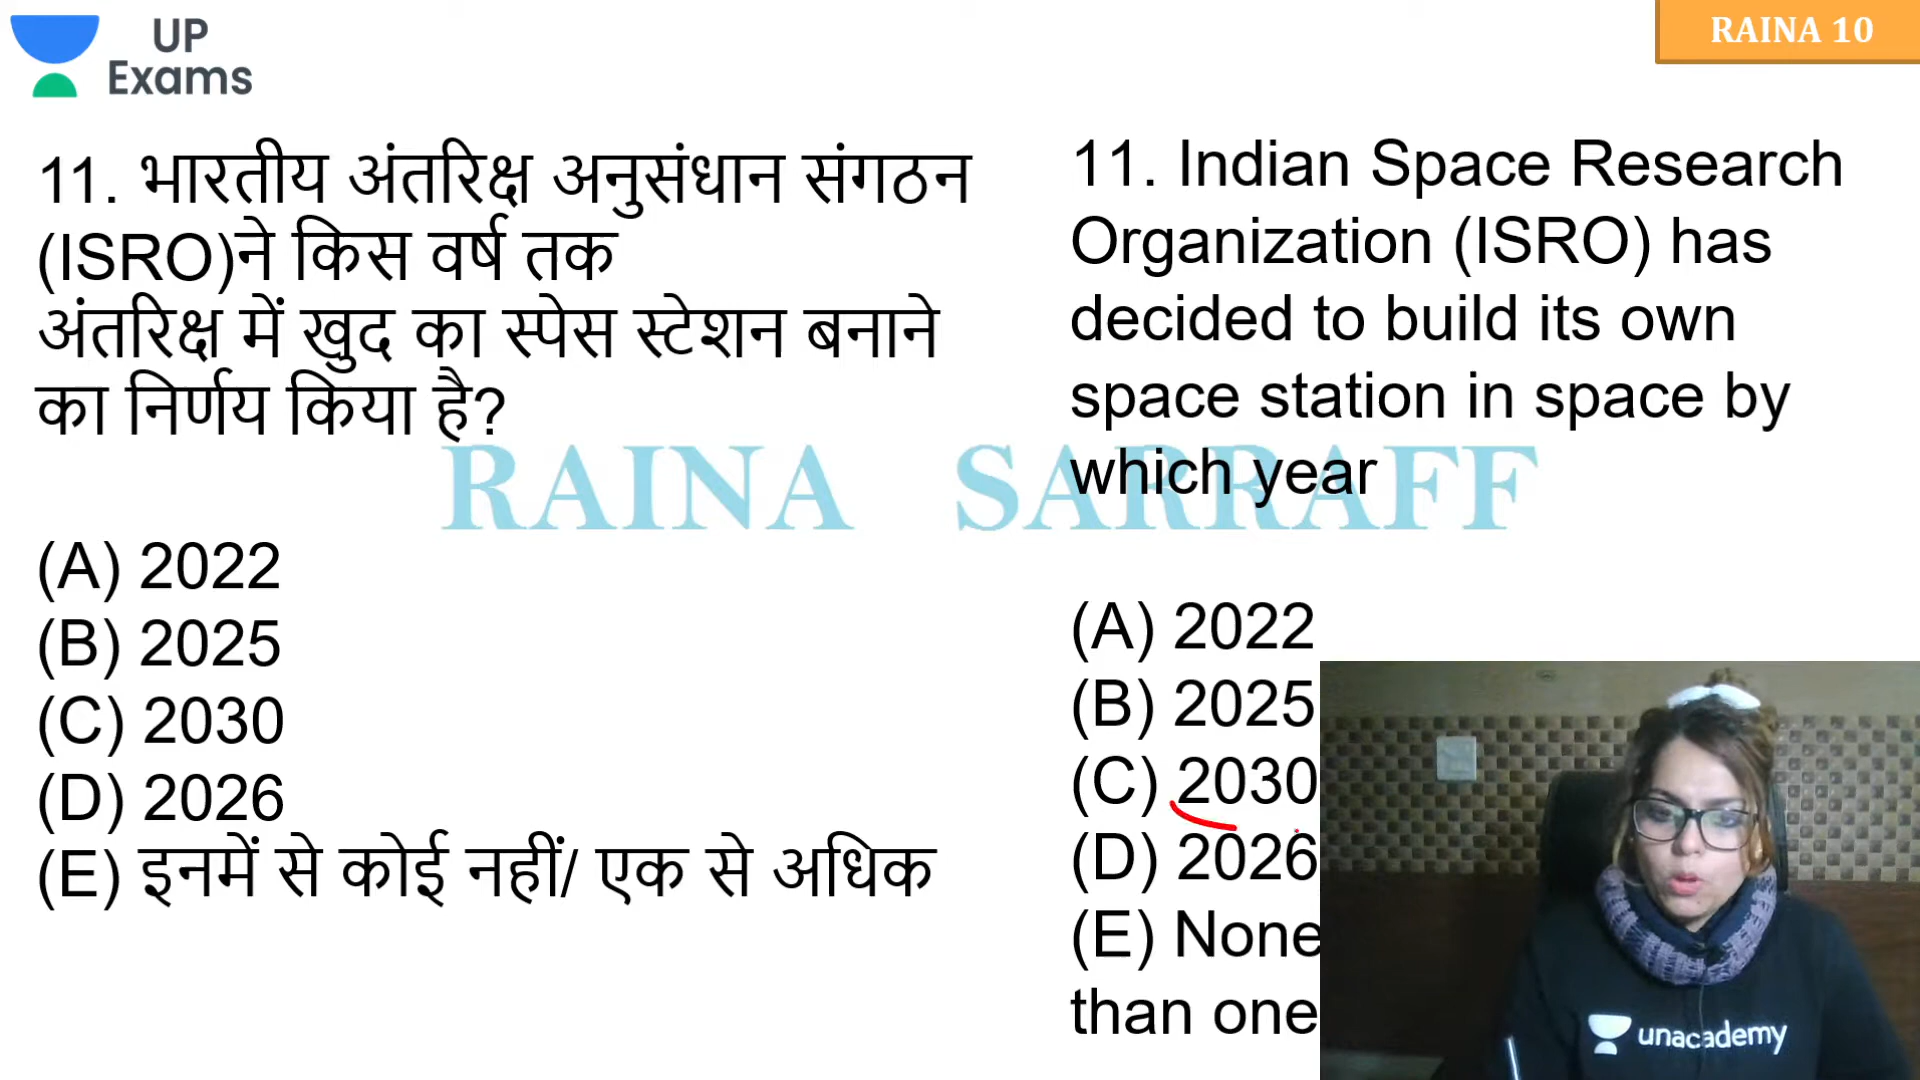 UP
Exams
RAINA 10
11. भारतीय अंतरिक्ष अनुसंधान संगठन
(ISRO)ने किस वर्ष तक
अंतरिक्ष में खुद का स्पेस स्टेशन बनाने
का निर्णय किया है?
(A) 2022
(B) 2025
(C) 2030
(D) 2026
(E) इनमें से कोई नहीं/ एक से अधिक
11. Indian Space Research
Organization (ISRO) has
decided to build its own
space station in space by
which year
(A) 2022
(B) 2025
(C) 2030
(D) 2026
(E) None
than one
RAINA SARRAFF
unacademy